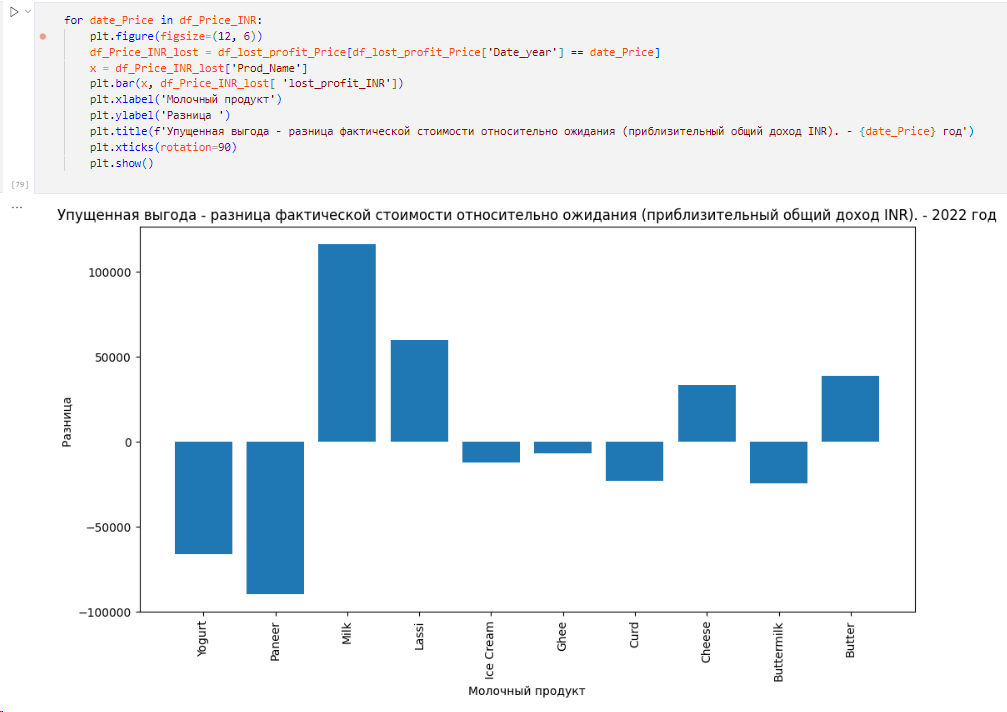 for date_Price in df_Price_INR:
plt.figure(figsize=(12, 6))
df_Price_INR_lost = df_lost_profit_Price[df_lost_profit_Price['Date_year'] == date_Price]
x = df_Price_INR_lost['Prod_Name']
plt.bar(x, df_Price_INR_lost[ 'lost_profit_INR'])
plt.xlabel('Молочный продукт')
plt.ylabel('Разница ')
plt.title(f'Упущенная выгода - разница фактической стоимости относительно ожидания (приблизительный общий доход INR). - {date_Price} год')
plt.xticks(rotation=90)
plt.show()
[79]
...
Упущенная выгода - разница фактической стоимости относительно ожидания (приблизительный общий доход INR). - 2022 год
100000
50000
0
−50000
−100000
Разница
Yogurt
Paneer
Milk
Lassi
Ice Cream
Ghee
Curd
Cheese
Buttermilk
Butter
Молочный продукт